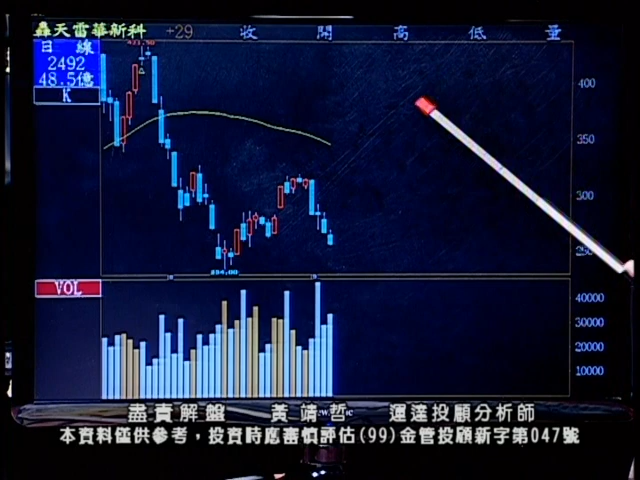 轟天雷華新科 +29 收 開 高 低 量
日 線
2492
48.5億
K
400
350
300
VOL
40000
30000
20000
10000
盡責解盤 黃靖哲 運達投顧分析師
本資料僅供參考，投資時應審慎評估(99)金管投顧新字第047號